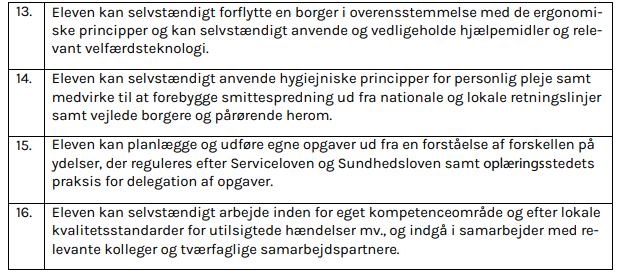 13. Eleven kan selvstændigt forflytte en borger i overensstemmelse med de ergonomi-
ske principper og kan selvstændigt anvende og vedligeholde hjælpemidler og rele-
vant velfærdsteknologi.
14. Eleven kan selvstændigt anvende hygiejniske principper for personlig pleje samt
medvirke til at forebygge smittespredning ud fra nationale og lokale retningslinjer
samt vejlede borgere og pårørende herom.
15. Eleven kan planlægge og udføre egne opgaver ud fra en forståelse af forskellen på
ydelser, der reguleres efter Serviceloven og Sundhedsloven samt oplæringsstedets
praksis for delegation af opgaver.
16. Eleven kan selvstændigt arbejde inden for eget kompetenceområde og efter lokale
kvalitetsstandarder for utilsigtede hændelser mv., og indgå i samarbejder med re-
levante kolleger og tværfaglige samarbejdspartnere.